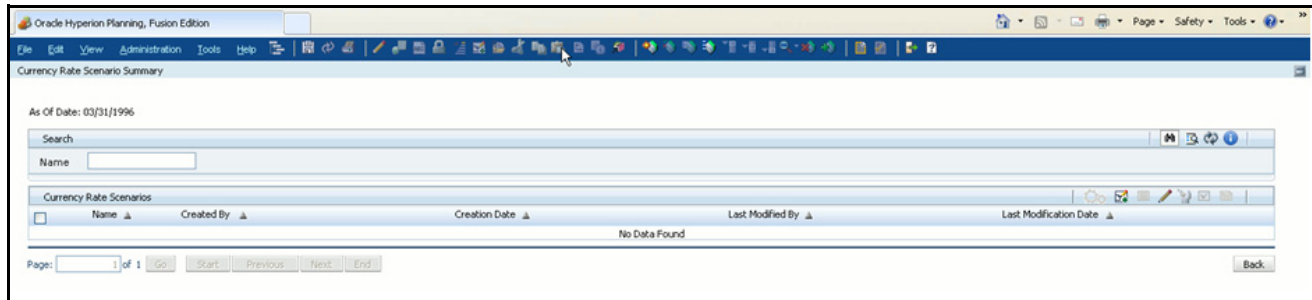 Oracle Hyperion Planning, Fusion Edition
Page Safety Tools
File Edit View Administration Tools Help
Currency Rate Scenario Summary
As Of Date: 03/31/1996
Search
Name
Currency Rate Scenarios
Name Created By Creation Date Last Modified By Last Modification Date
No Data Found
Page: 1 of 1 Go Start Previous Next End Back